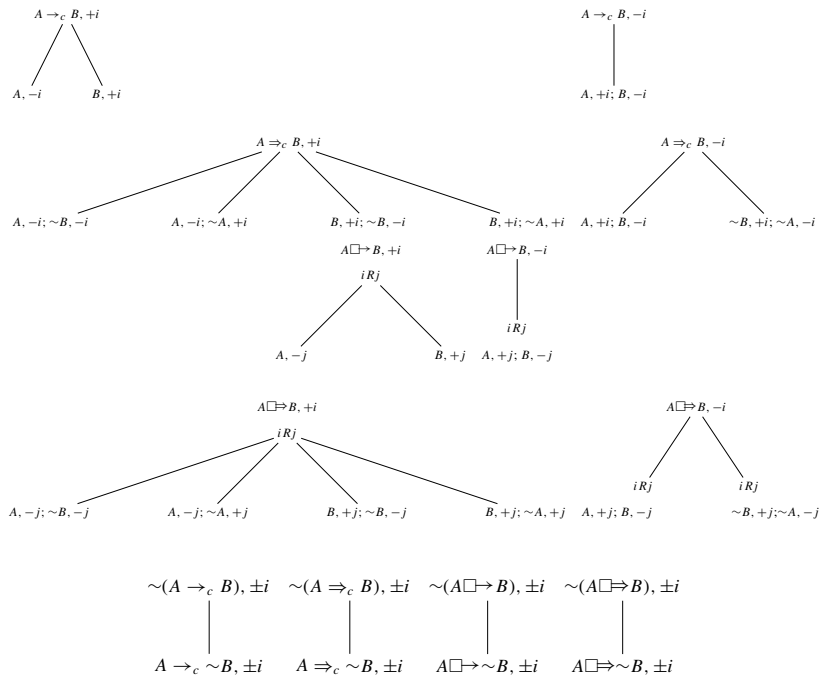 A →c B, +i A →c B, −i
A, −i B, +i A, +i; B, −i
A ⇒c B, +i A ⇒c B, −i
A, −i; ∼B, −i A, −i; ∼A, +i B, +i; ∼B, −i B, +i; ∼A, +i A, +i; B, −i ∼B, +i; ∼A, −i
A□→B, +i A□→B, −i
iRj
iRj
A, −j B, +j A, +j; B, −j
A□⇒B, +i A□⇒B, −i
iRj
iRj iRj
A, −j; ∼B, −j A, −j; ∼A, +j B, +j; ∼B, −j B, +j; ∼A, +j A, +j; B, −j ∼B, +j;∼A, −j
∼(A →c B), ±i ∼(A ⇒c B), ±i ∼(A□→B), ±i ∼(A□⇒B), ±i
A →c ∼B, ±i A ⇒c ∼B, ±i A□→∼B, ±i A□⇒∼B, ±i